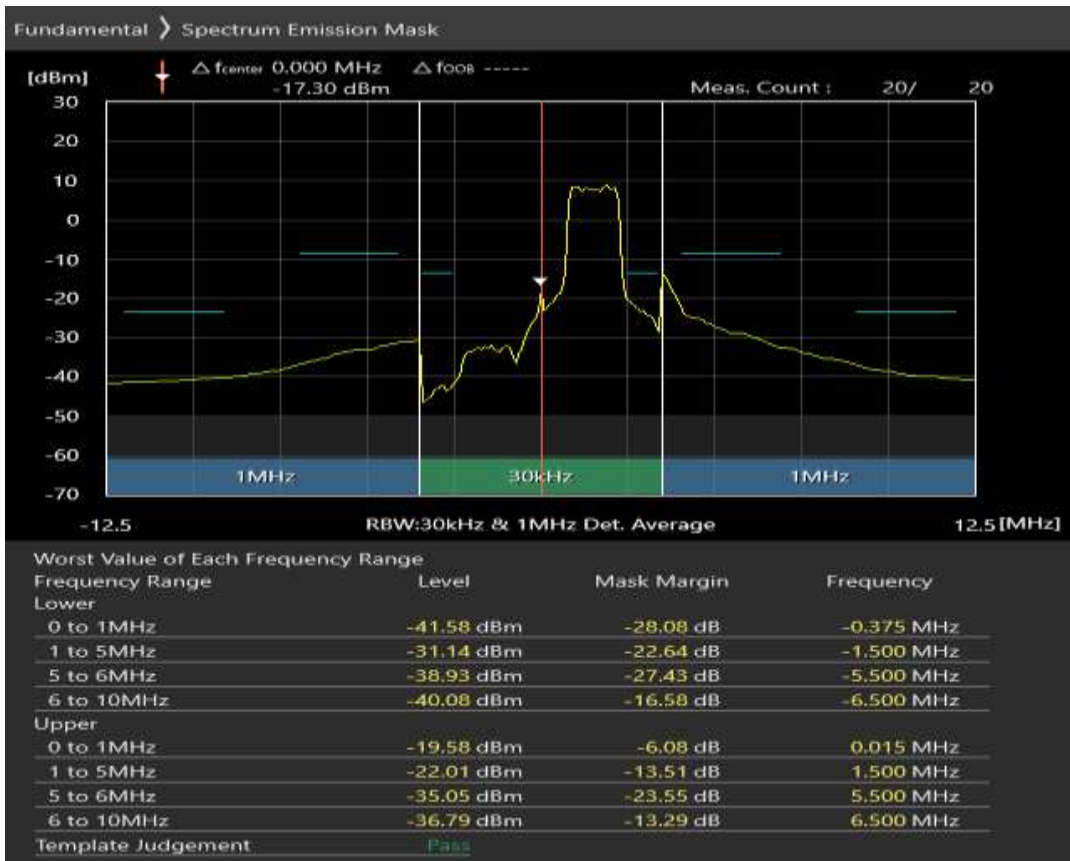 Fundamental ❯ Spectrum Emission Mask
[dBm] △ fcenter 0.000 MHz △ fOOB -----
-17.30 dBm Meas. Count : 20/ 20
30
20
10
0
-10
-20
-30
-40
-50
-60
1MHz 30kHz 1MHz
-70
-12.5 RBW:30kHz & 1MHz Det. Average 12.5 [MHz]
Worst Value of Each Frequency Range
Frequency Range Level Mask Margin Frequency
Lower
0 to 1MHz -41.58 dBm -28.08 dB -0.375 MHz
1 to 5MHz -31.14 dBm -22.64 dB -1.500 MHz
5 to 6MHz -38.93 dBm -27.43 dB -5.500 MHz
6 to 10MHz -40.08 dBm -16.58 dB -6.500 MHz
Upper
0 to 1MHz -19.58 dBm -6.08 dB 0.015 MHz
1 to 5MHz -22.01 dBm -13.51 dB 1.500 MHz
5 to 6MHz -35.05 dBm -23.55 dB 5.500 MHz
6 to 10MHz -36.79 dBm -13.29 dB 6.500 MHz
Template Judgement Pass